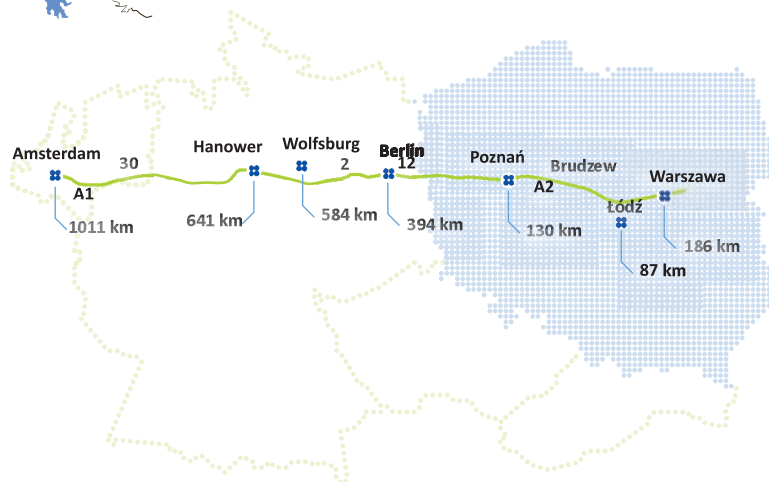 Amsterdam
30
A1
1011 km
Hanower
641 km
Wolfsburg
2
584 km
Berlin
12
394 km
Poznań
130 km
Brudzew
A2
Łódź
87 km
Warszawa
186 km